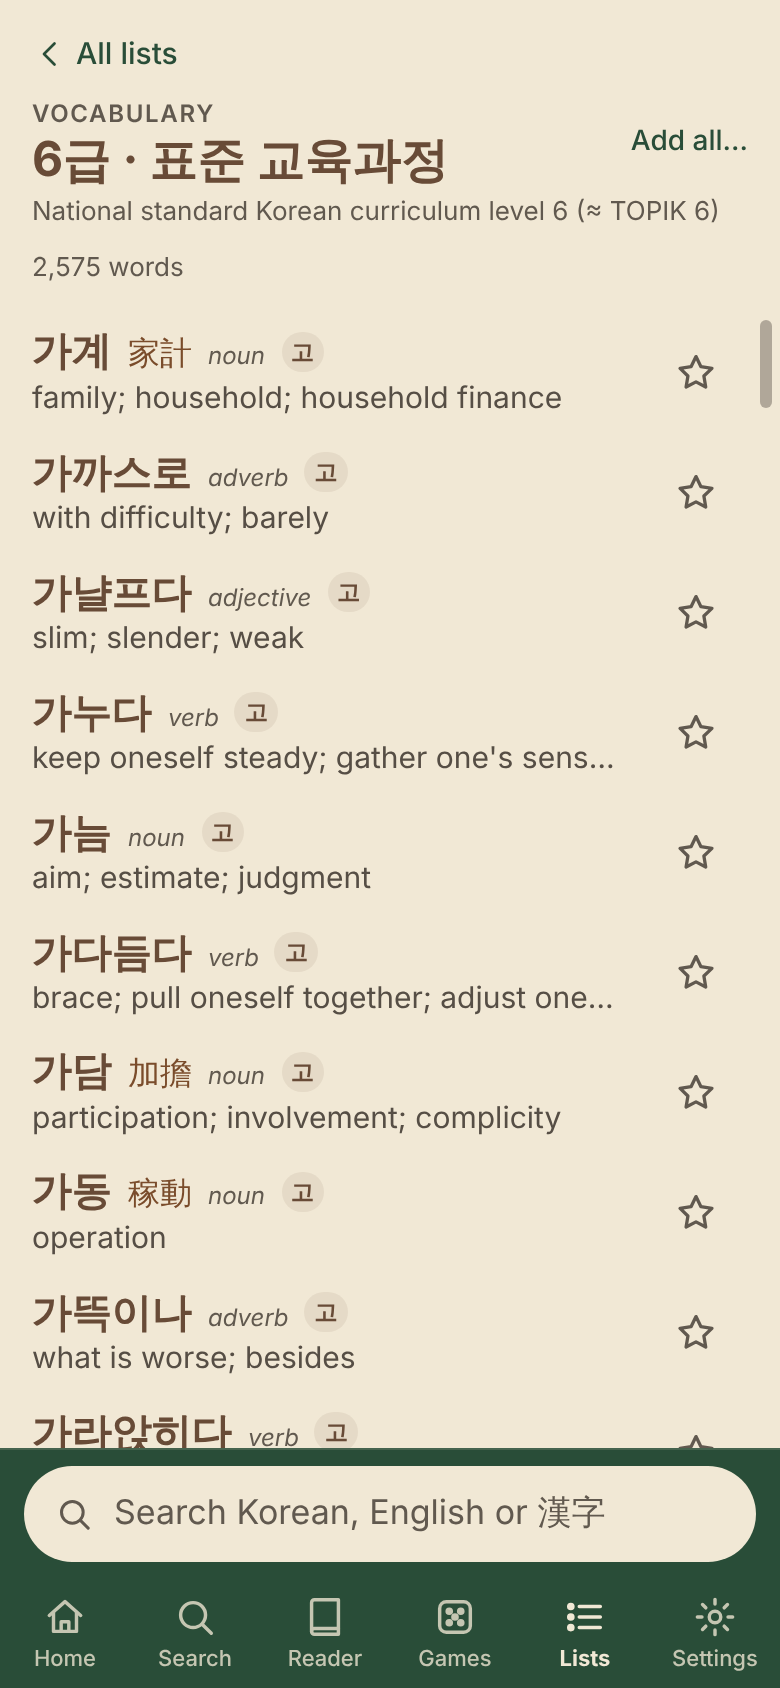 All lists
VOCABULARY
6급 · 표준 교육과정
Add all...
National standard Korean curriculum level 6 (≈ TOPIK 6)
2,575 words
가계 家計 noun 고
family; household; household finance
가까스로 adverb 고
with difficulty; barely
가냘프다 adjective 고
slim; slender; weak
가누다 verb 고
keep oneself steady; gather one's sens...
가늠 noun 고
aim; estimate; judgment
가다듬다 verb 고
brace; pull oneself together; adjust one...
가담 加擔 noun 고
participation; involvement; complicity
가동 稼動 noun 고
operation
가뜩이나 adverb 고
what is worse; besides
가라앉히다 verb 고
Search Korean, English or 漢字
Home Search Reader Games Lists Settings